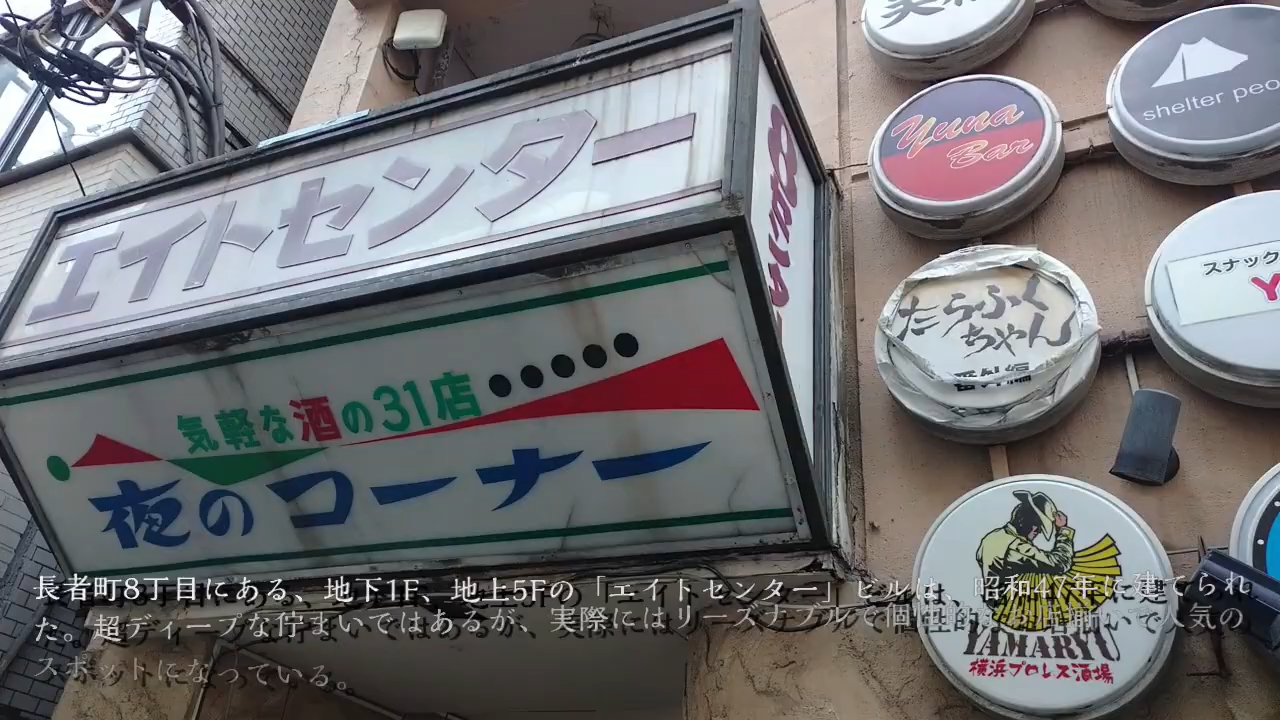 エイトセンター
気軽な酒の31店
夜のコーナー
Yuna
Bar
shelter peo
たらふく
ちゃん
番外編
スナック
Y
YAMARYU
横浜プロレス酒場
長者町8丁目にある、地下1F、地上5Fの「エイトセンター」ビルは、昭和47年に建てられ
た。超ディープな佇まいではあるが、実際にはリーズナブルで個性的な
人気の
スポットになっている。